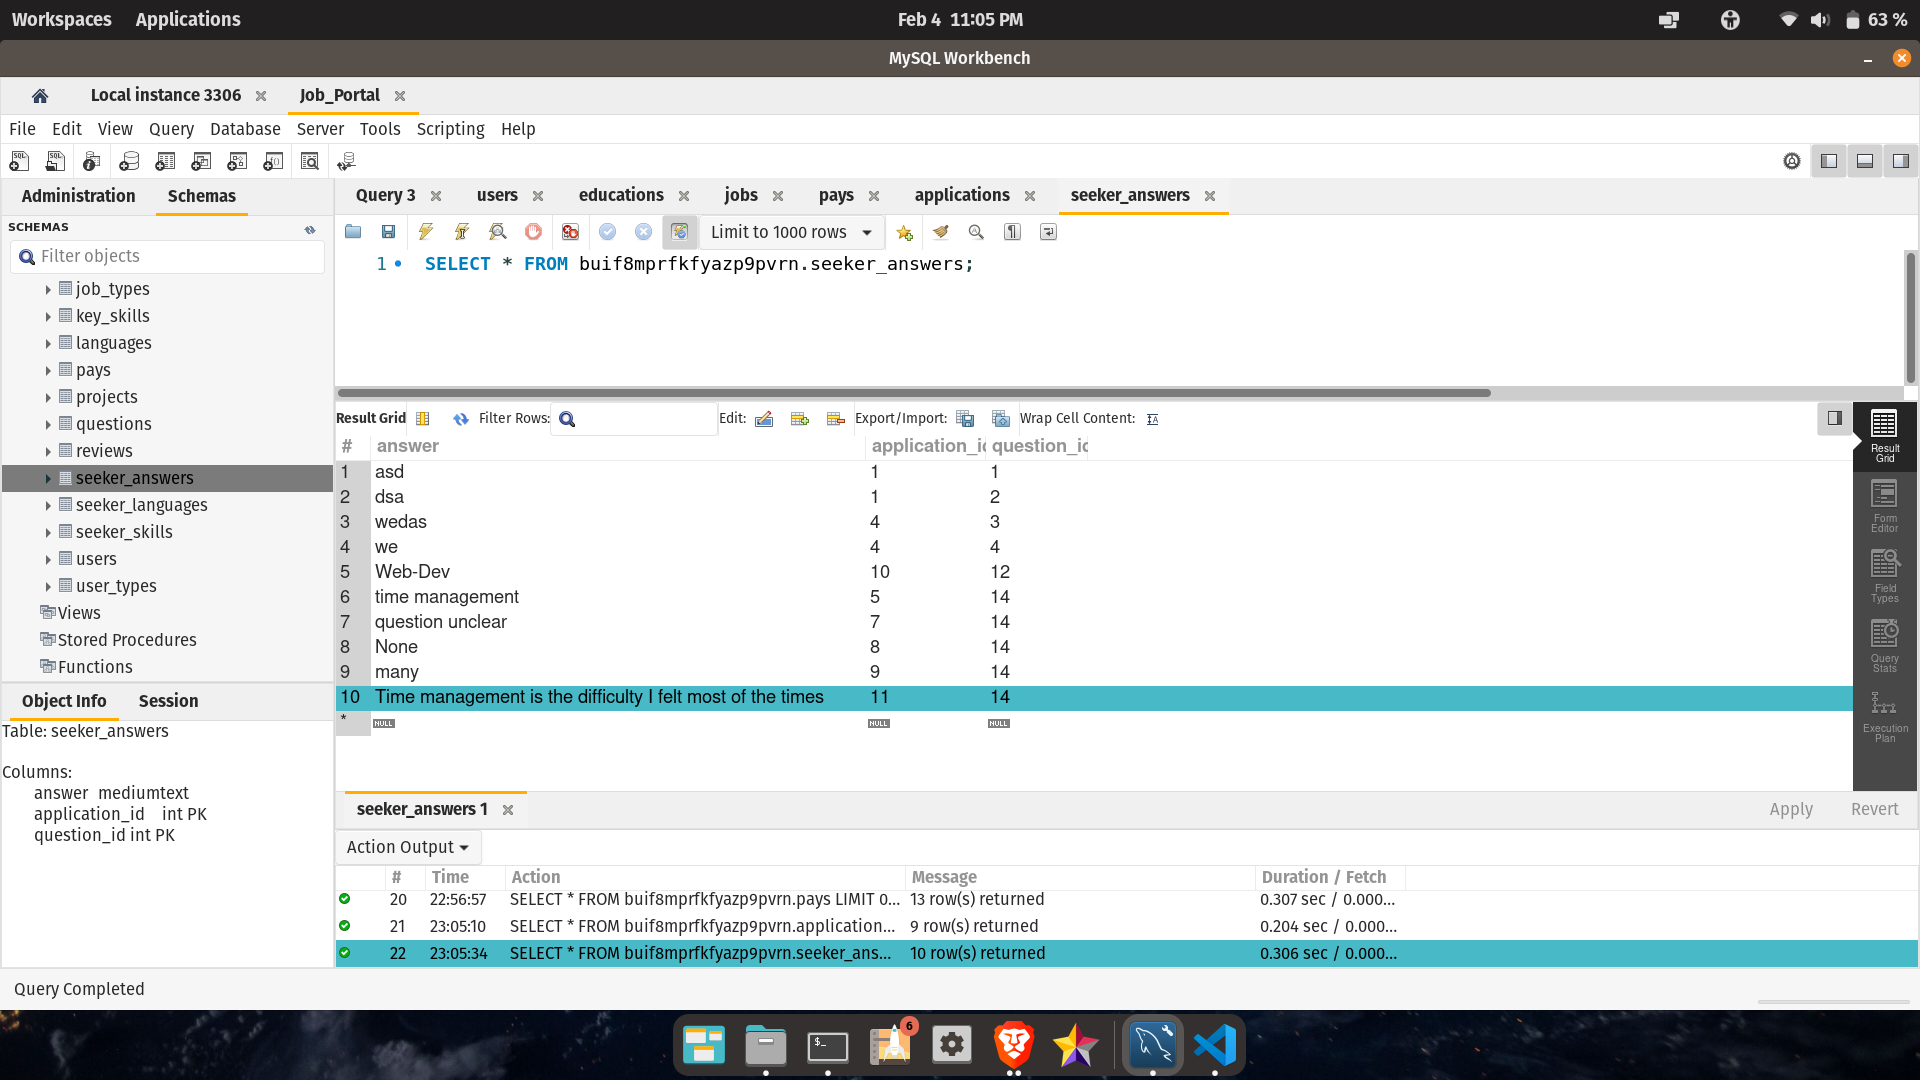 Workspaces Applications Feb 4 11:05 PM 63 %
MySQL Workbench
Local instance 3306 Job_Portal
File Edit View Query Database Server Tools Scripting Help
Administration Schemas
Query 3 users educations jobs pays applications seeker_answers
SCHEMAS
Filter objects
Limit to 1000 rows
1 SELECT * FROM buif8mprfkfyazp9pvrn.seeker_answers;
job_types
key_skills
languages
pays
projects
questions
reviews
seeker_answers
seeker_languages
seeker_skills
users
user_types
Views
Stored Procedures
Functions
Result Grid Filter Rows: Edit: Export/Import: Wrap Cell Content:
# answer application_i question_i
1 asd 1 1
2 dsa 1 2
3 wedas 4 3
4 we 4 4
5 Web-Dev 10 12
6 time management 5 14
7 question unclear 7 14
8 None 8 14
9 many 9 14
10 Time management is the difficulty I felt most of the times 11 14
* NULL NULL NULL
Result
Grid
Form
Editor
Field
Types
Query
Stats
Execution
Plan
Object Info Session
Table: seeker_answers
Columns:
answer mediumtext
application_id int PK
question_id int PK
seeker_answers 1 Apply Revert
Action Output
# Time Action Message Duration / Fetch
20 22:56:57 SELECT * FROM buif8mprfkfyazp9pvrn.pays LIMIT 0... 13 row(s) returned 0.307 sec / 0.000...
21 23:05:10 SELECT * FROM buif8mprfkfyazp9pvrn.application... 9 row(s) returned 0.204 sec / 0.000...
22 23:05:34 SELECT * FROM buif8mprfkfyazp9pvrn.seeker_ans... 10 row(s) returned 0.306 sec / 0.000...
Query Completed
6
$_